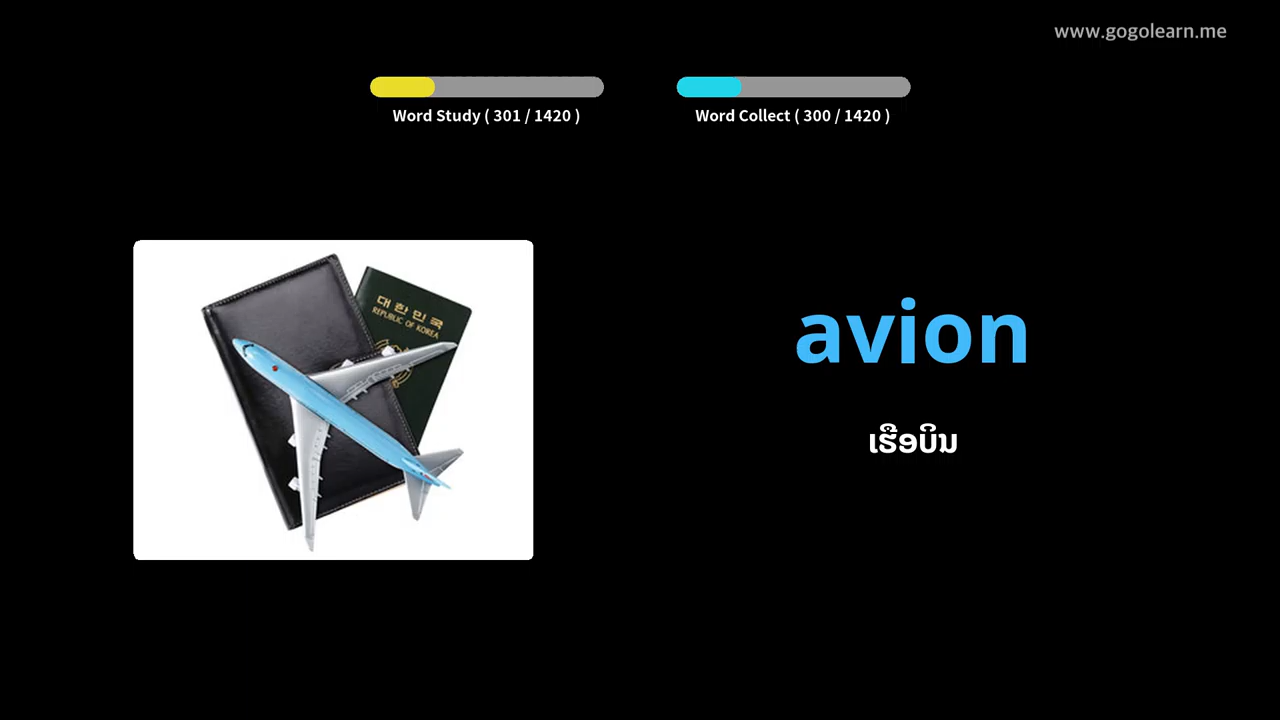 www.gogolearn.me
Word Study ( 301 / 1420 )
Word Collect ( 300 / 1420 )
대한민국
REPUBLIC OF KOREA
avion
ເຮືອບິນ